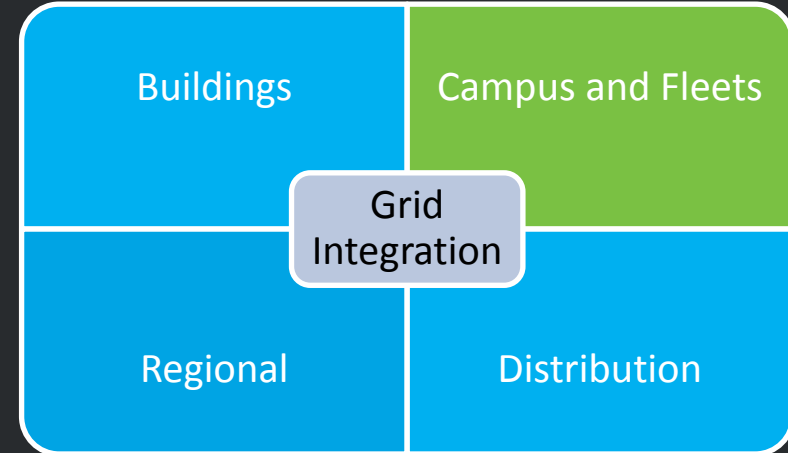 Buildings
Campus and Fleets
Grid
Integration
Regional
Distribution